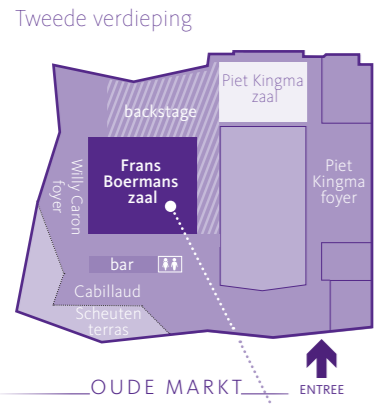 Tweede verdieping
Piet Kingma
zaal
backstage
Frans
Boermans
zaal
Willy Caron
foyer
Piet
Kingma
foyer
bar
Cabillaud
Scheuten
terras
OUDE MARKT
ENTREE